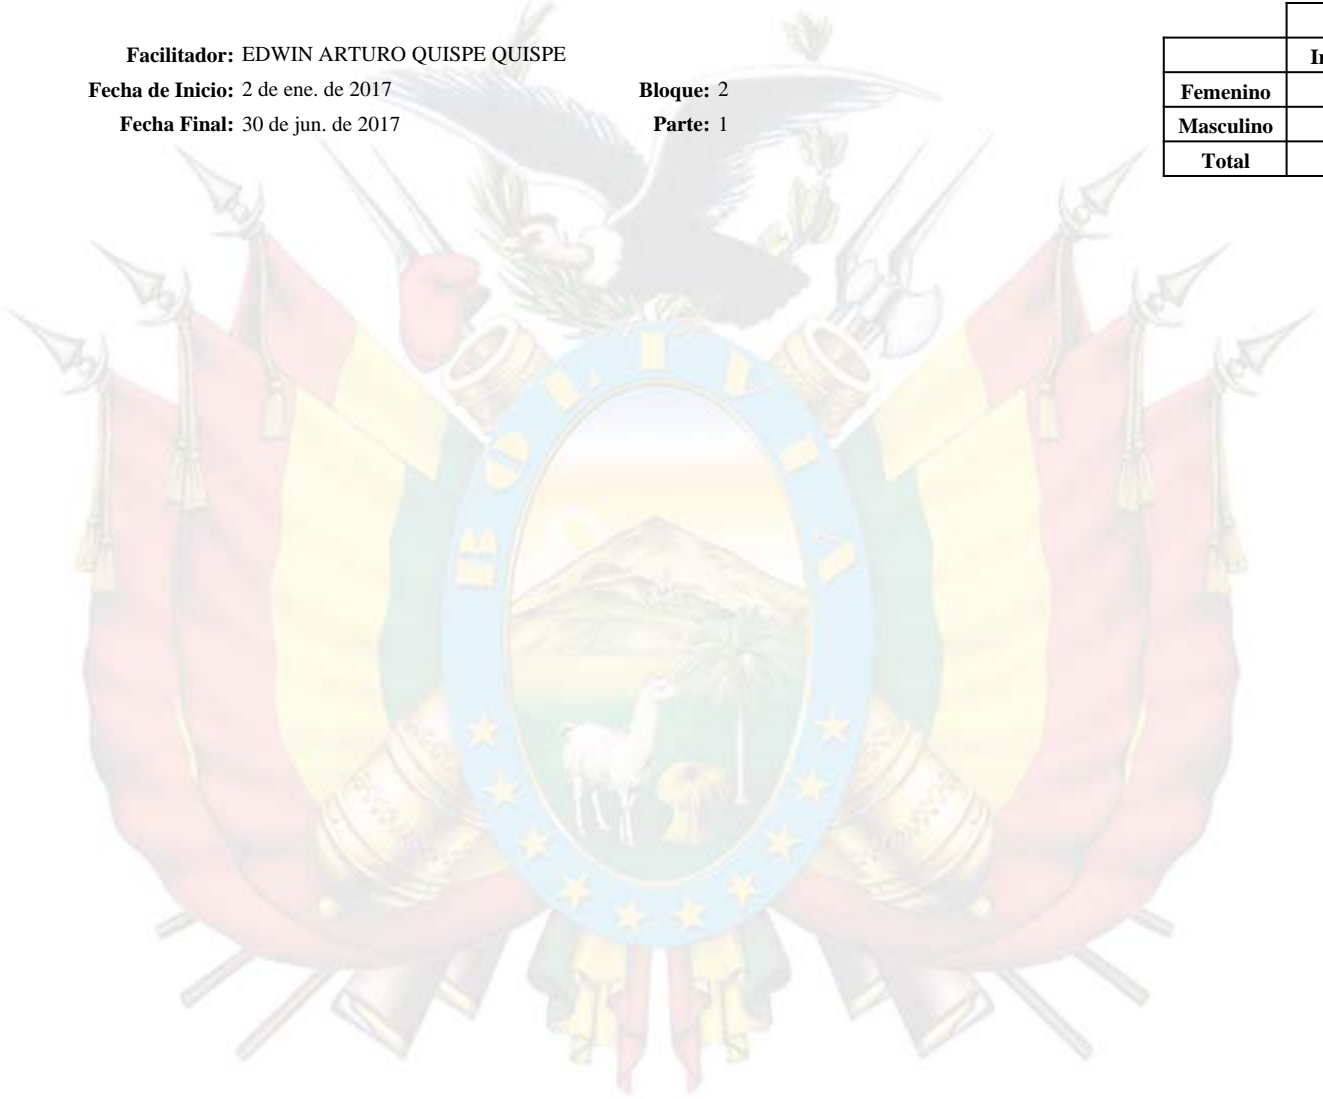 Facilitador: EDWIN ARTURO QUISPE QUISPE
Fecha de Inicio: 2 de ene. de 2017 Bloque: 2
Fecha Final: 30 de jun. de 2017 Parte: 1
Femenino
Masculino
Total
BOLIVIA